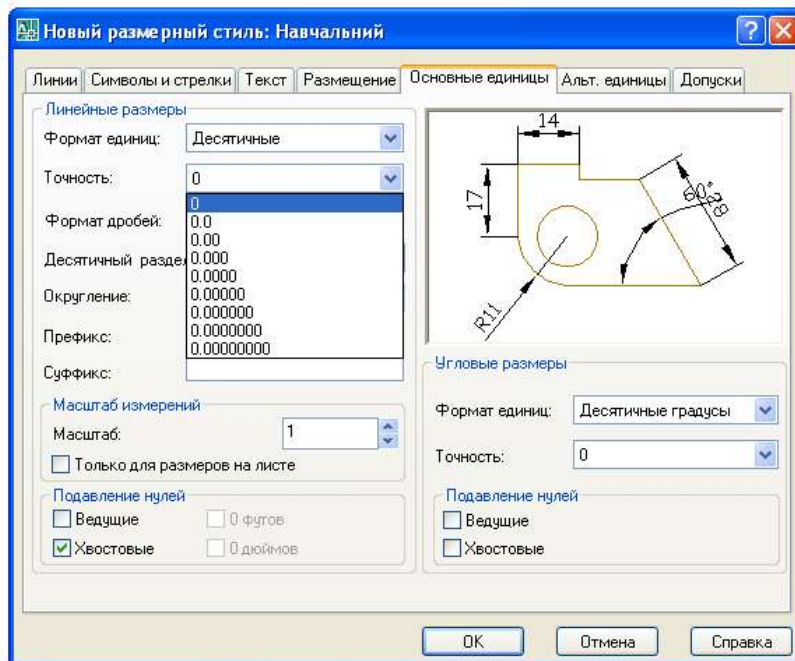 Новый размерный стиль: Навчальний
Линии Символы и стрелки Текст Размещение Основные единицы Альт. единицы Допуски
Линейные размеры
Формат единиц: Десятичные
Точность: 0
0
0.0
Формат дробей:
0.00
0.000
Десятичный разде
0.0000
0.00000
Округление:
0.000000
0.0000000
Префикс:
0.00000000
Суффикс:
Масштаб измерений
Масштаб: 1
Только для размеров на листе
Подавление нулей
Ведущие 0 футов
Хвостовые 0 дюймов
14
17
60°
28
R11
Угловые размеры
Формат единиц: Десятичные градусы
Точность: 0
Подавление нулей
Ведущие
Хвостовые
OK Отмена Справка